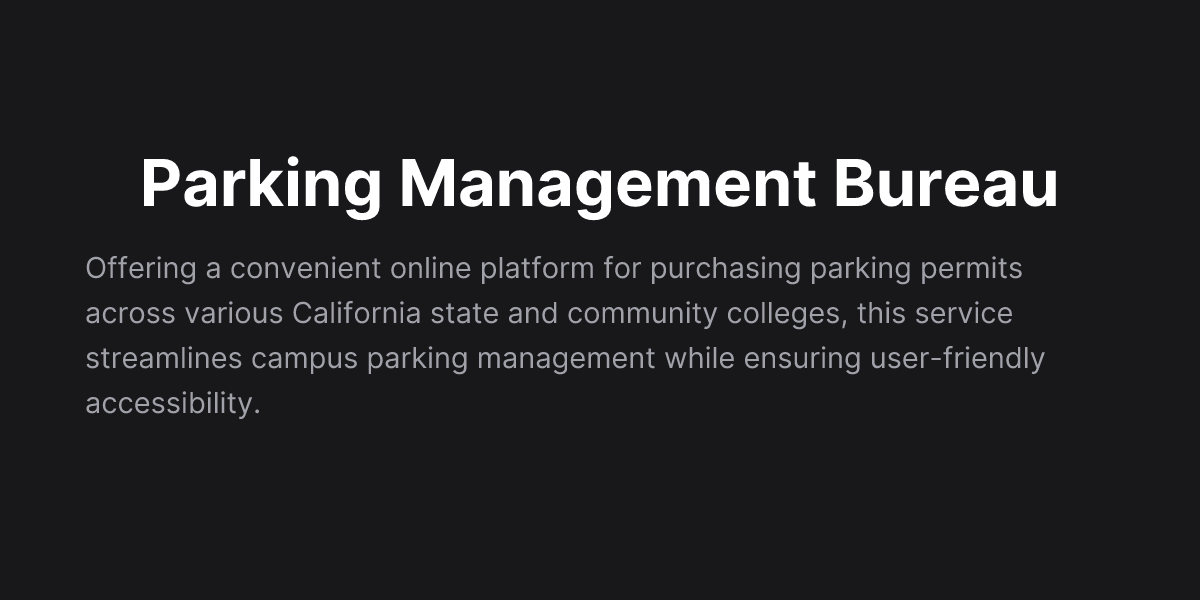 Parking Management Bureau
Offering a convenient online platform for purchasing parking permits
across various California state and community colleges, this service
streamlines campus parking management while ensuring user-friendly
accessibility.